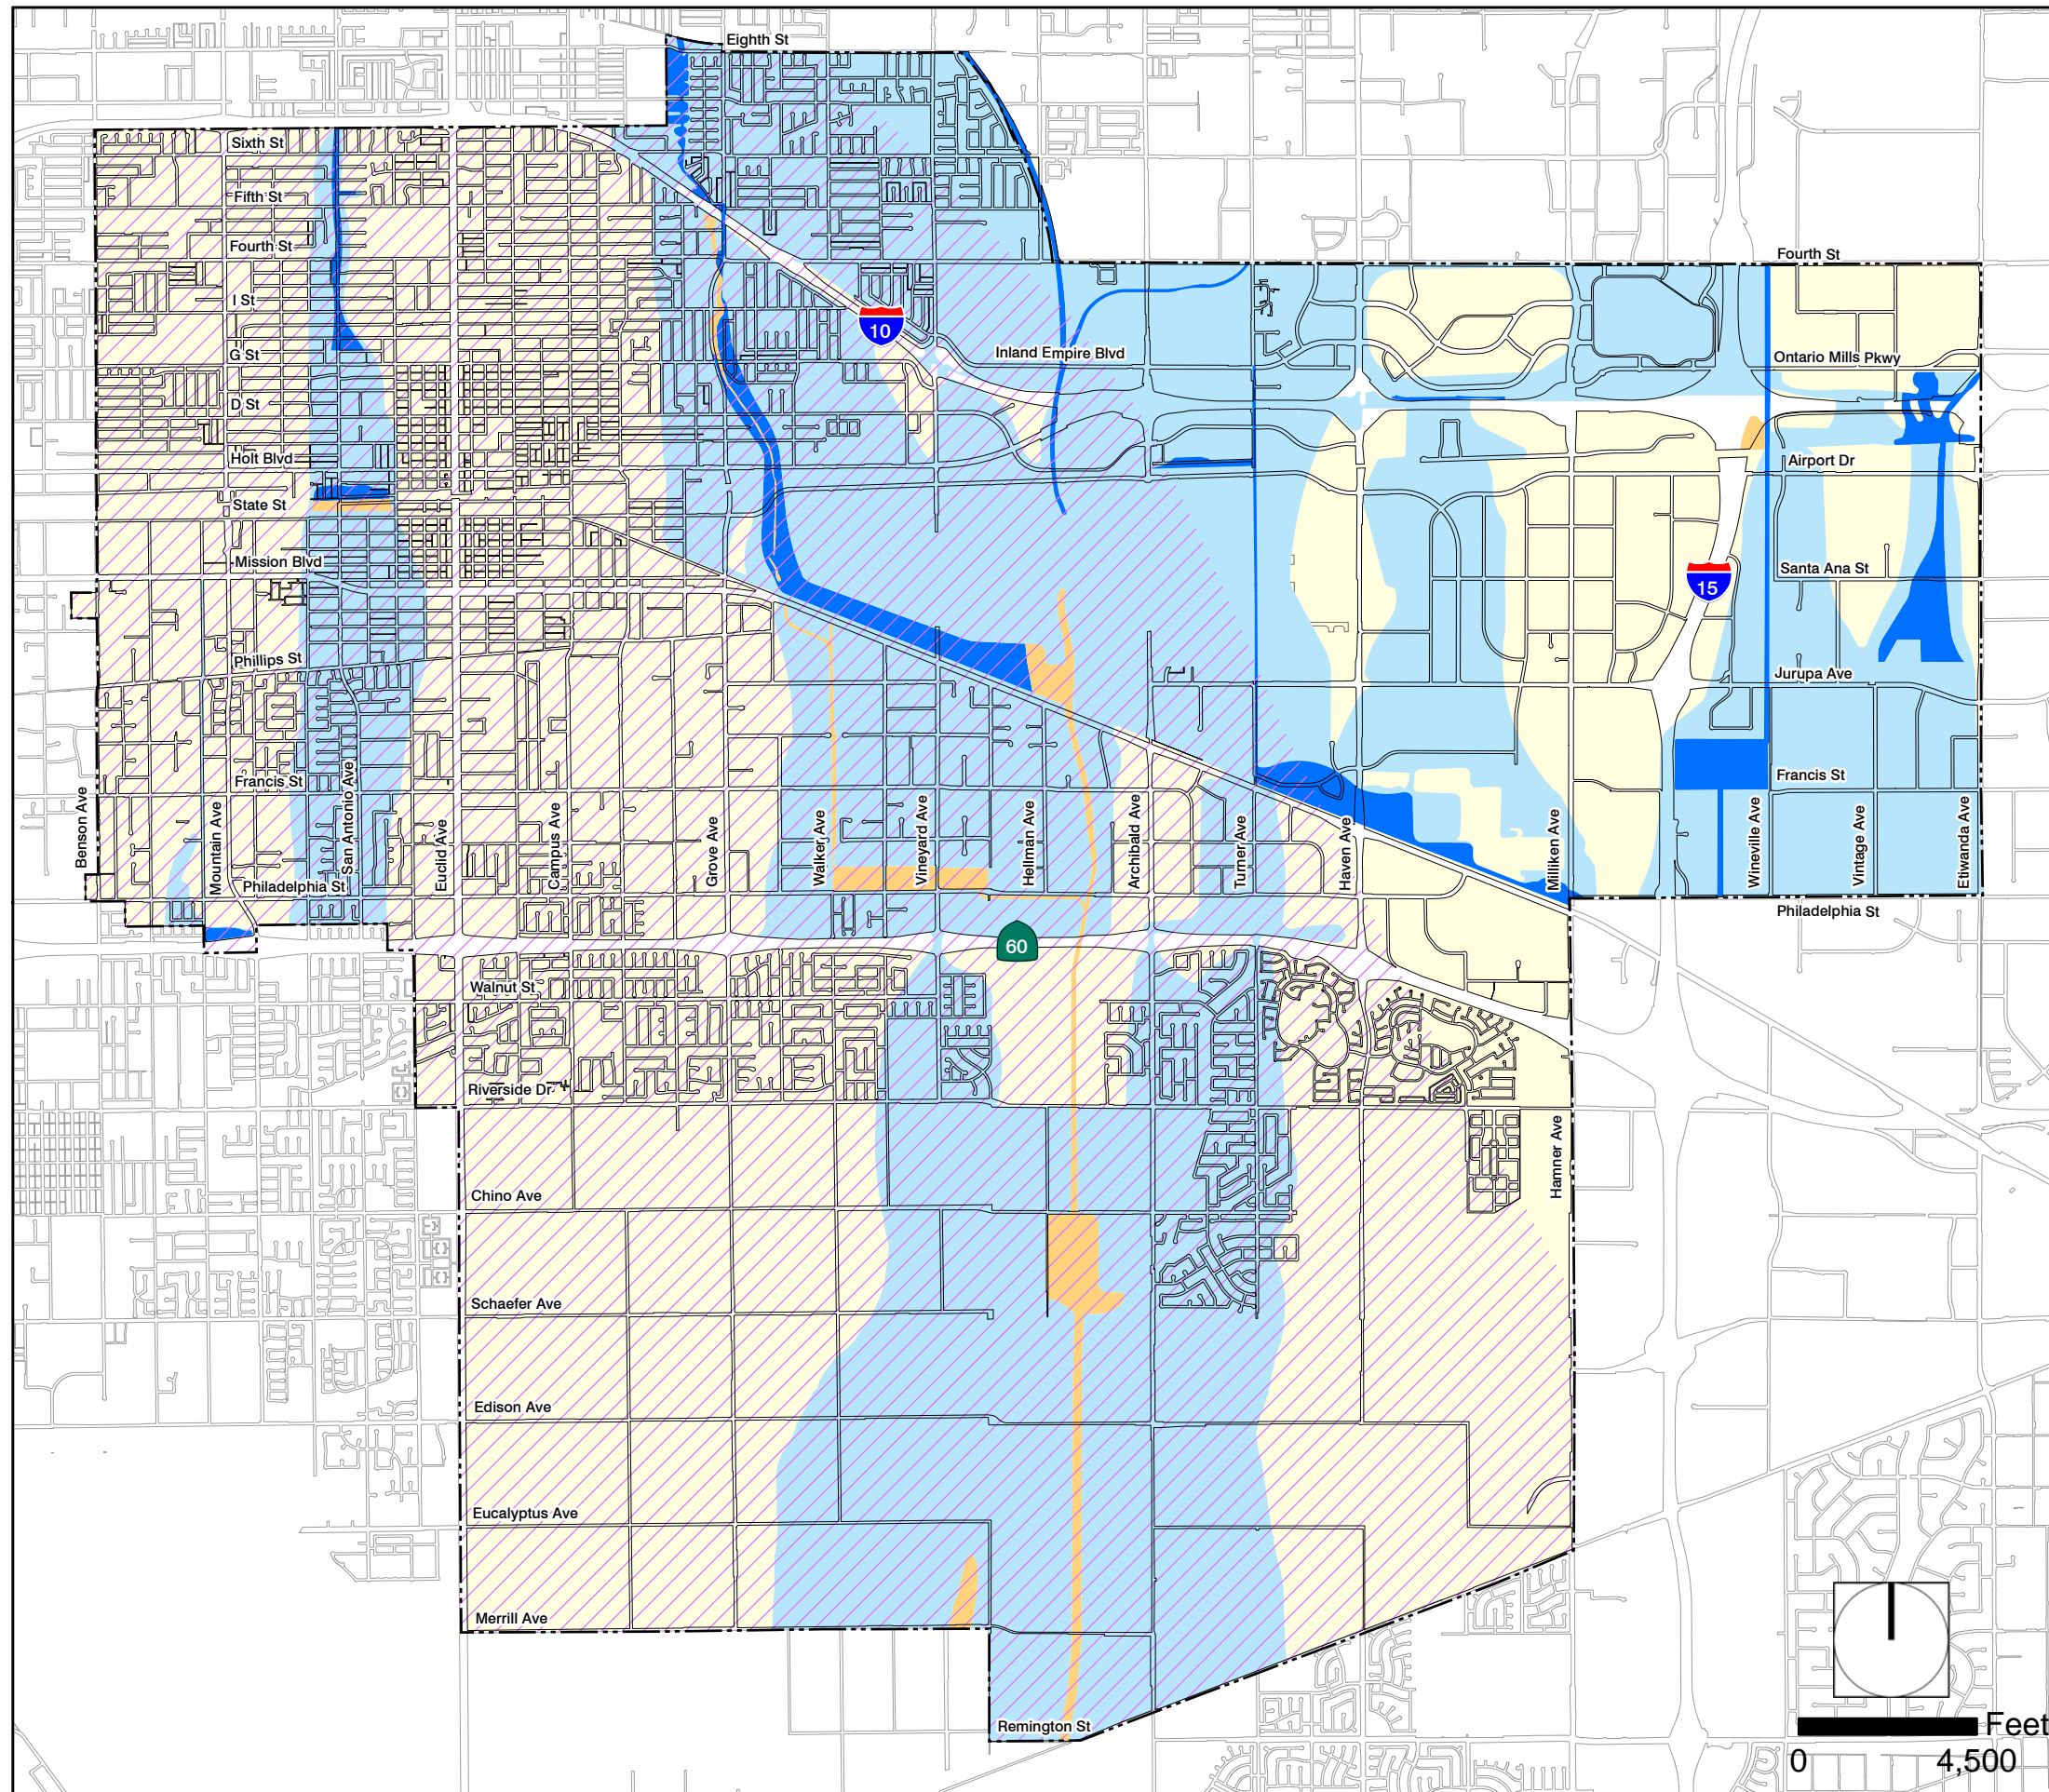 Eighth St
Sixth St
Fifth St
Fourth St
Fourth St
I St
10
G St
Inland Empire Blvd
Ontario Mills Pkwy
D St
Holt Blvd
Airport Dr
State St
Mission Blvd
Santa Ana St
15
Phillips St
Jurupa Ave
Francis St
Francis St
Benson Ave
Mountain Ave
San Antonio Ave
Euclid Ave
Campus Ave
Grove Ave
Walker Ave
Vineyard Ave
Hellman Ave
Archibald Ave
Turner Ave
Haven Ave
Milliken Ave
Wineville Ave
Vintage Ave
Etiwanda Ave
Philadelphia St
Philadelphia St
60
Walnut St
Riverside Dr
Hamner Ave
Chino Ave
Schaefer Ave
Edison Ave
Eucalyptus Ave
Merrill Ave
Remington St
Feet
0 4,500